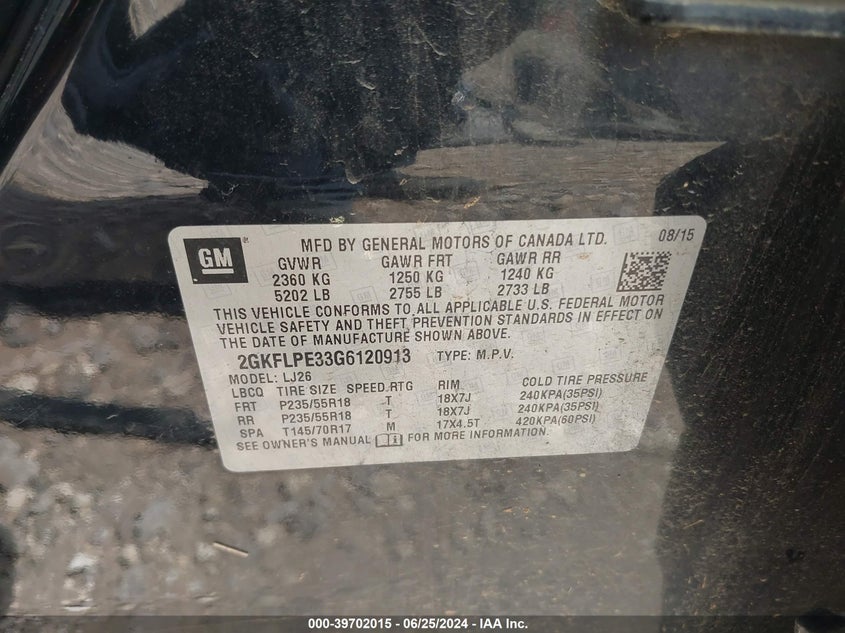 GM
MFD BY GENERAL MOTORS OF CANADA LTD. 08/15
GVWR GAWR FRT GAWR RR
2360 KG 1250 KG 1240 KG
5202 LB 2755 LB 2733 LB
THIS VEHICLE CONFORMS TO ALL APPLICABLE U.S. FEDERAL MOTOR
VEHICLE SAFETY AND THEFT PREVENTION STANDARDS IN EFFECT ON
THE DATE OF MANUFACTURE SHOWN ABOVE.
2GKFLPE33G6120913 TYPE: M.P.V.
MODEL: LJ26
LBCQ TIRE SIZE SPEED.RTG RIM COLD TIRE PRESSURE
FRT P235/55R18 T 18X7J 240KPA(35PSI)
RR P235/55R18 T 18X7J 240KPA(35PSI)
SPA T145/70R17 M 17X4.5T 420KPA(60PSI)
SEE OWNER'S MANUAL FOR MORE INFORMATION.
000-39702015 - 06/25/2024 - © IAA Inc.